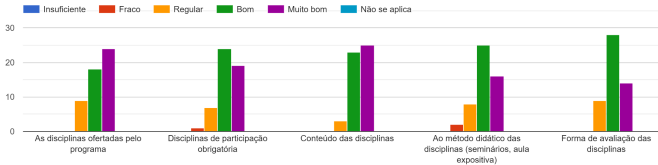 Insuficiente Fraco Regular Bom Muito bom Não se aplica
30
20
10
0
As disciplinas ofertadas pelo
programa
Disciplinas de participação
obrigatória
Conteúdo das disciplinas
Ao método didático das
disciplinas (seminários, aula
expositiva)
Forma de avaliação das
disciplinas